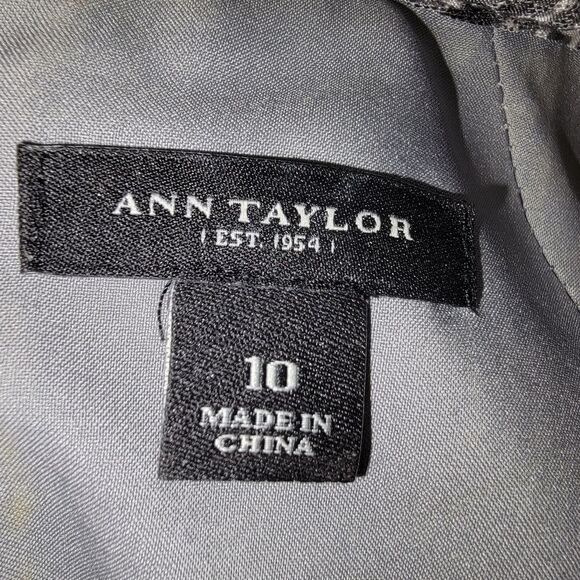 ANN TAYLOR
| EST. 1954 |
10
MADE IN
CHINA